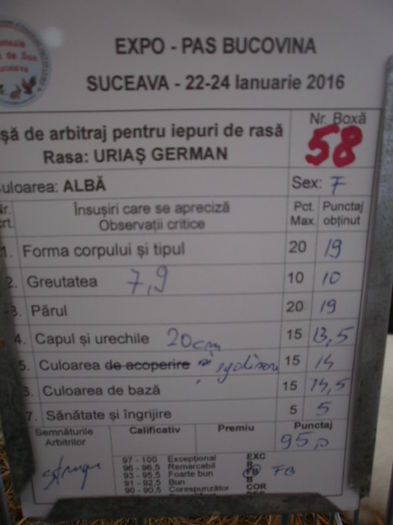 Suceava
EXPO - PAS BUCOVINA
SUCEAVA - 22-24 Ianuarie 2016
șă de arbitraj pentru iepuri de rasă
Nr. Boxă
58
Rasa: URIAȘ GERMAN
uloarea: ALBĂ
Sex: F
Însușiri care se apreciză
Observații critice
Pct. Max.
Punctaj obținut
1. Forma corpului și tipul 20 19
2. Greutatea 7,9 10 10
3. Părul 20 19
4. Capul și urechile 20cm 15 13,5
5. Culoarea de acoperire 15 14
6. Culoarea de bază 15 14,5
7. Sănătate și îngrijire 5 5
Semnăturile Arbitrilor
Calificativ
Premiu
Punctaj
95,0
97 - 100 Excepțional EXC
96 - 96,5 Remarcabil
93 - 95,5 Foarte bun FB FB
91 - 92,5 Bun B
90 - 90,5 Corespunzător COR